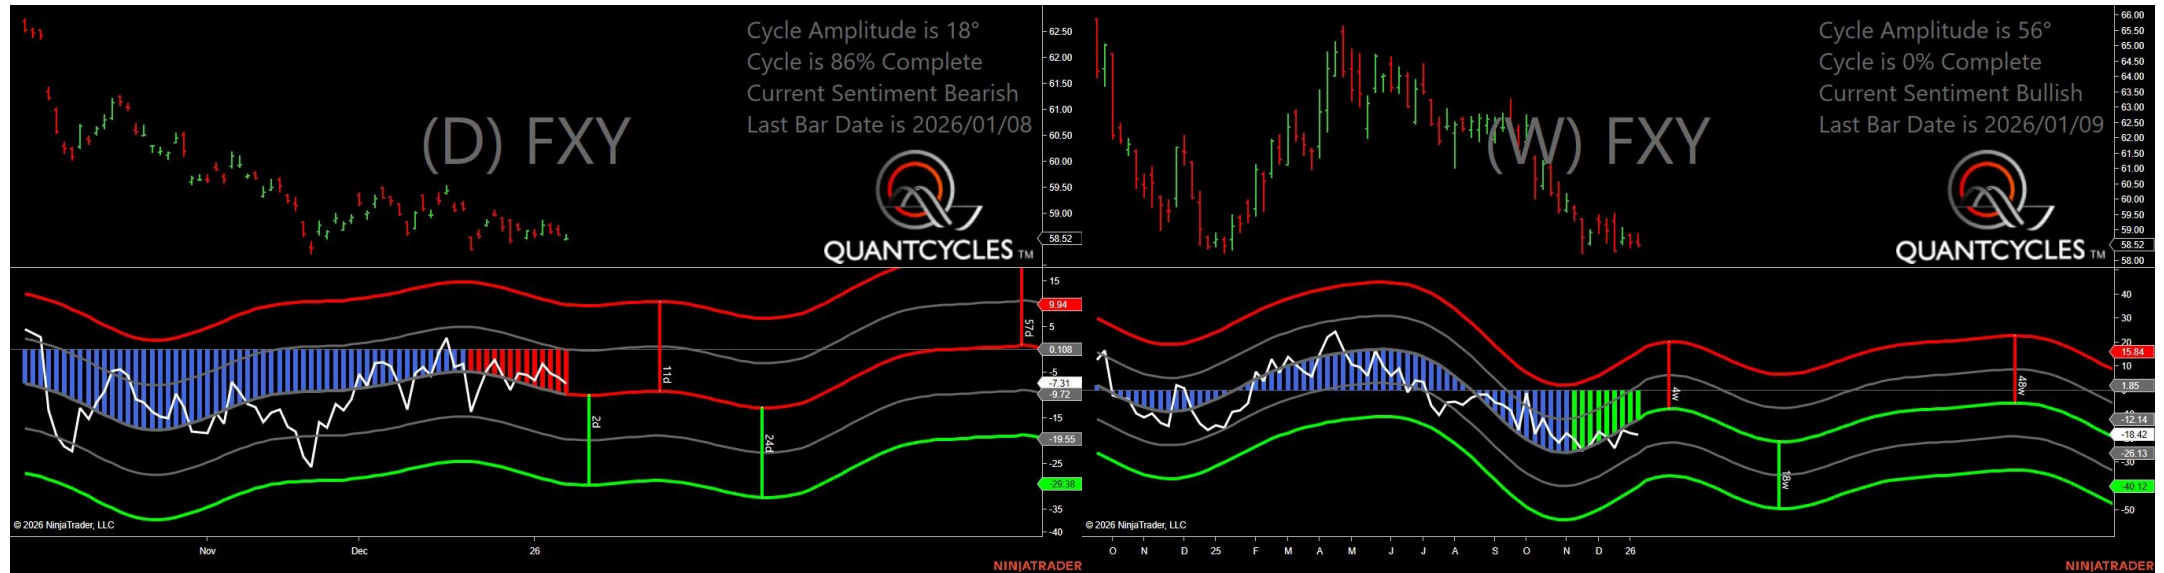 Cycle Amplitude is 18°
Cycle is 86% Complete
Current Sentiment Bearish
Last Bar Date is 2026/01/08
(D) FXY
QUANTCYCLES TM
62.50
62.00
61.50
61.00
60.50
60.00
59.50
59.00
58.52
15
9.94
5
0.108
-5
-7.31
-9.72
-15
-19.55
-25
-29.38
-35
-40
2d
11d
24d
57d
© 2026 NinjaTrader, LLC
Nov
Dec
26
NINJATRADER
Cycle Amplitude is 56°
Cycle is 0% Complete
Current Sentiment Bullish
Last Bar Date is 2026/01/09
(W) FXY
QUANTCYCLES TM
66.00
65.50
65.00
64.50
64.00
63.50
63.00
62.50
62.00
61.50
61.00
60.50
60.00
59.50
59.00
58.52
58.00
40
30
20
15.84
10
1.85
-12.14
-18.42
-26.13
-30
-40.12
-50
4w
18w
48w
© 2026 NinjaTrader, LLC
O
N
D
25
F
M
A
M
J
J
A
S
O
N
D
26
NINJATRADER